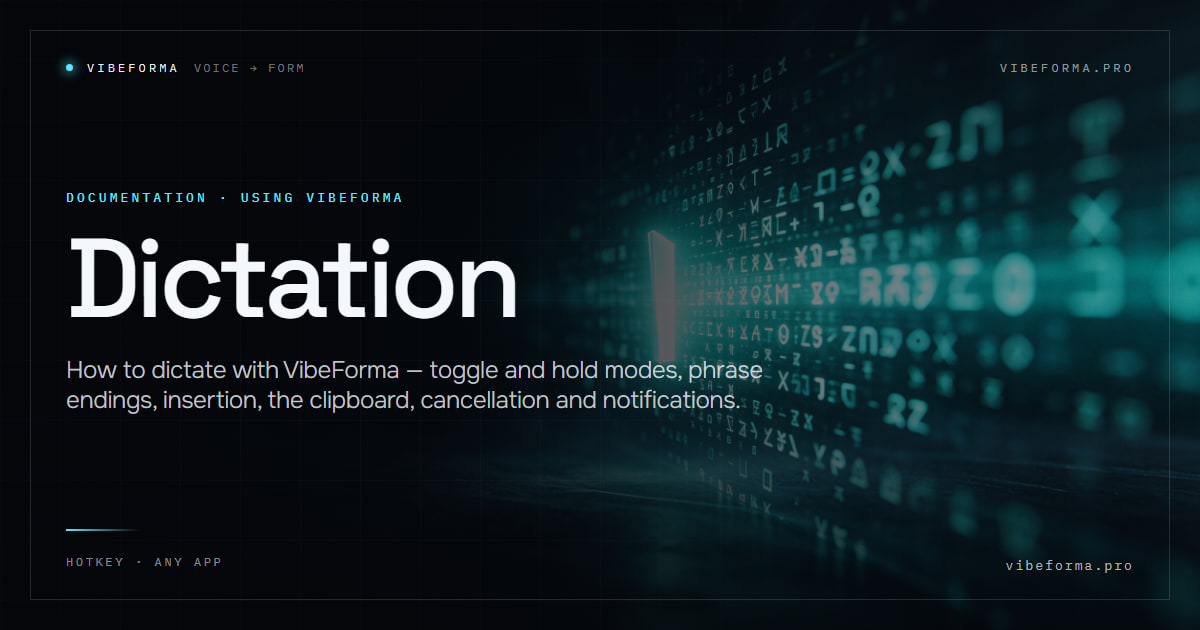 VIBEFORMA VOICE → FORM
VIBEFORMA.PRO
DOCUMENTATION · USING VIBEFORMA
Dictation
How to dictate with VibeForma — toggle and hold modes, phrase
endings, insertion, the clipboard, cancellation and notifications.
HOTKEY · ANY APP
vibeforma.pro